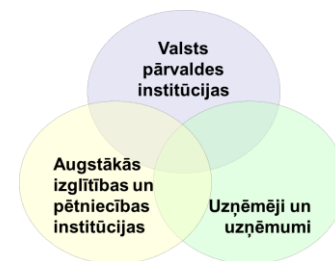 Valsts
pārvaldes
institūcijas
Augstākās
izglītības un
pētniecības
institūcijas
Uzņēmēji un
uzņēmumi